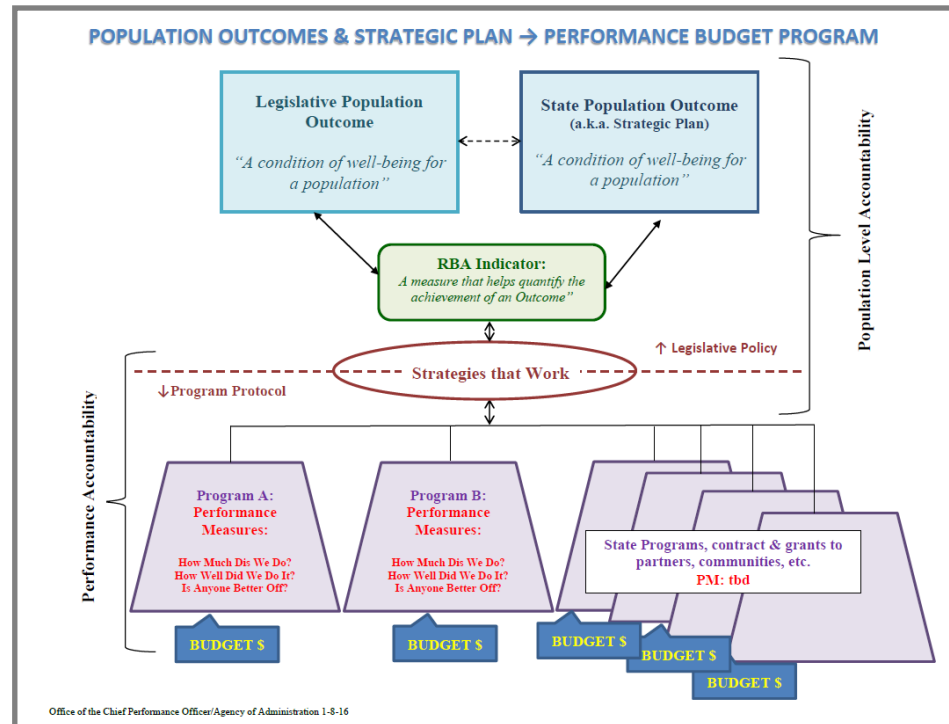 POPULATION OUTCOMES & STRATEGIC PLAN → PERFORMANCE BUDGET PROGRAM
Legislative Population
Outcome
“A condition of well-being for
a population”
State Population Outcome
(a.k.a. Strategic Plan)
“A condition of well-being for
a population”
Population Level Accountability
RBA Indicator:
A measure that helps quantify the
achievement of an Outcome”
↑ Legislative Policy
Strategies that Work
↓Program Protocol
Performance Accountability
Program A:
Performance
Measures:
How Much Dis We Do?
How Well Did We Do It?
Is Anyone Better Off?
Program B:
Performance
Measures:
How Much Dis We Do?
How Well Did We Do It?
Is Anyone Better Off?
State Programs, contract & grants to
partners, communities, etc.
PM: tbd
BUDGET $
BUDGET $
BUDGET $
BUDGET $
BUDGET $
Office of the Chief Performance Officer/Agency of Administration 1-8-16